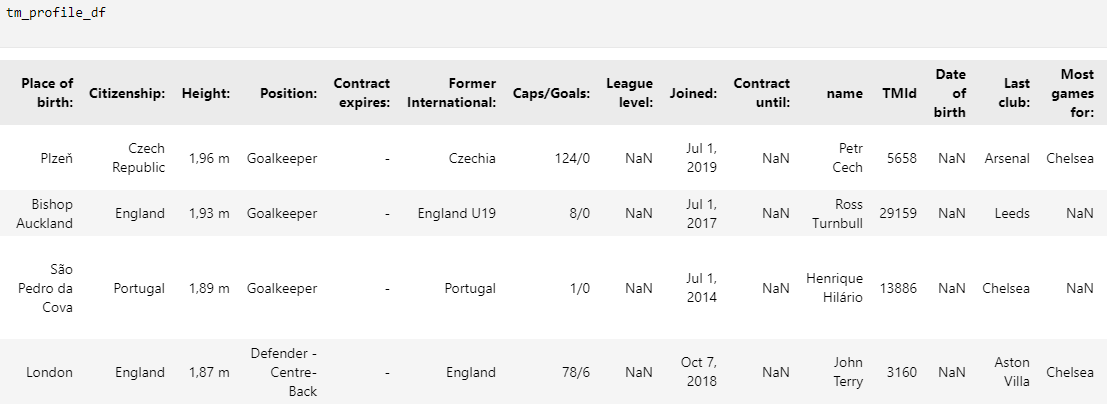 tm_profile_df
Place of birth: Citizenship: Height: Position: Contract expires: Former International: Caps/Goals: League level: Joined: Contract until: name TMId Date of birth Last club: Most games for:
Plzeň Czech Republic 1,96 m Goalkeeper - Czechia 124/0 NaN Jul 1, 2019 NaN Petr Cech 5658 NaN Arsenal Chelsea
Bishop Auckland England 1,93 m Goalkeeper - England U19 8/0 NaN Jul 1, 2017 NaN Ross Turnbull 29159 NaN Leeds NaN
São Pedro da Cova Portugal 1,89 m Goalkeeper - Portugal 1/0 NaN Jul 1, 2014 NaN Henrique Hilário 13886 NaN Chelsea NaN
London England 1,87 m Defender - Centre-Back - England 78/6 NaN Oct 7, 2018 NaN John Terry 3160 NaN Aston Villa Chelsea